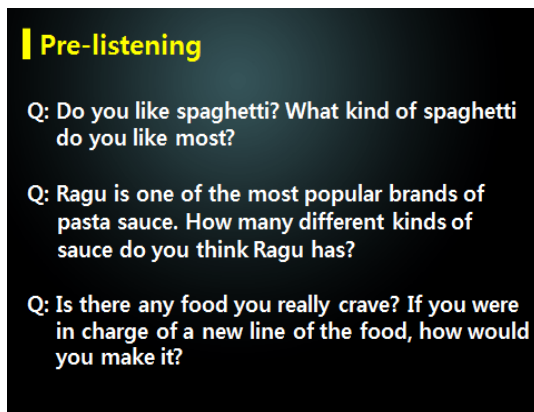 Pre-listening
Q: Do you like spaghetti? What kind of spaghetti
do you like most?
Q: Ragu is one of the most popular brands of
pasta sauce. How many different kinds of
sauce do you think Ragu has?
Q: Is there any food you really crave? If you were
in charge of a new line of the food, how would
you make it?